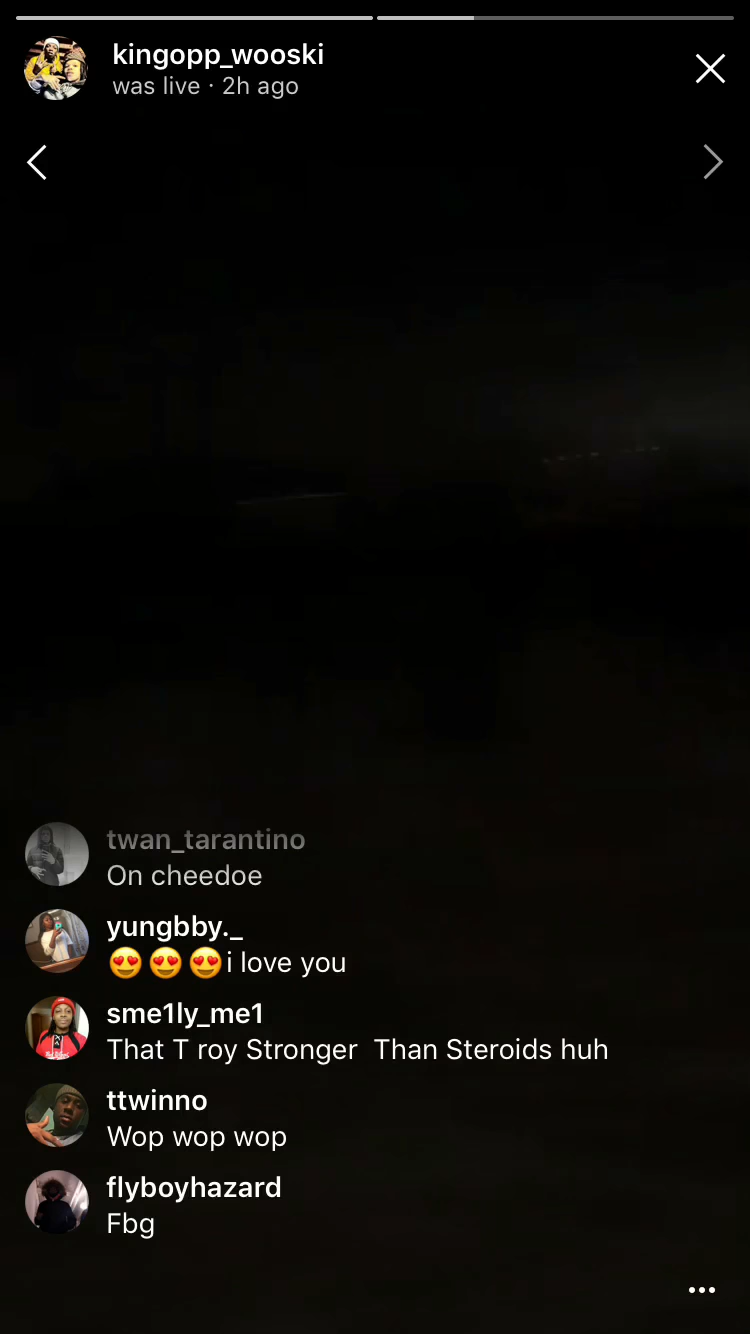 kingopp_wooski
was live · 2h ago
twan_tarantino
On cheedoe
yungbby._
😍😍😍i love you
sme1ly_me1
That T roy Stronger  Than Steroids huh
ttwinno
Wop wop wop
flyboyhazard
Fbg